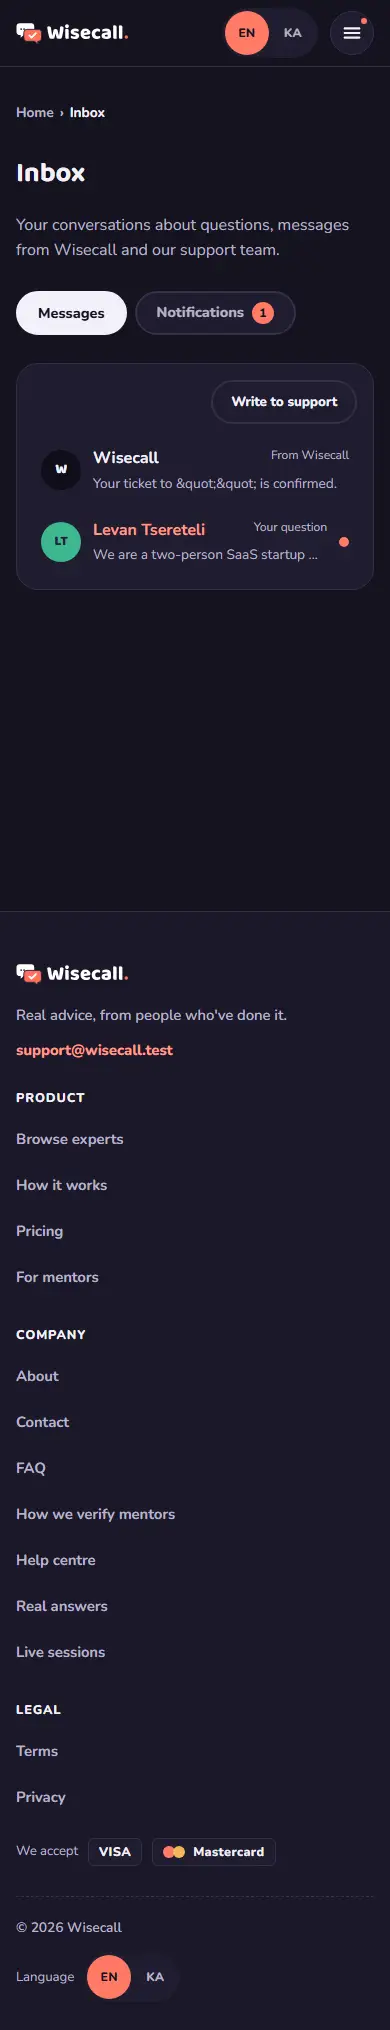 Wisecall.
EN KA
Home › Inbox
Inbox
Your conversations about questions, messages
from Wisecall and our support team.
Messages
Notifications 1
Write to support
W
Wisecall
From Wisecall
Your ticket to &quot;&quot; is confirmed.
LT
Levan Tsereteli
Your question
We are a two-person SaaS startup ...
Wisecall.
Real advice, from people who've done it.
support@wisecall.test
PRODUCT
Browse experts
How it works
Pricing
For mentors
COMPANY
About
Contact
FAQ
How we verify mentors
Help centre
Real answers
Live sessions
LEGAL
Terms
Privacy
We accept VISA Mastercard
© 2026 Wisecall
Language EN KA